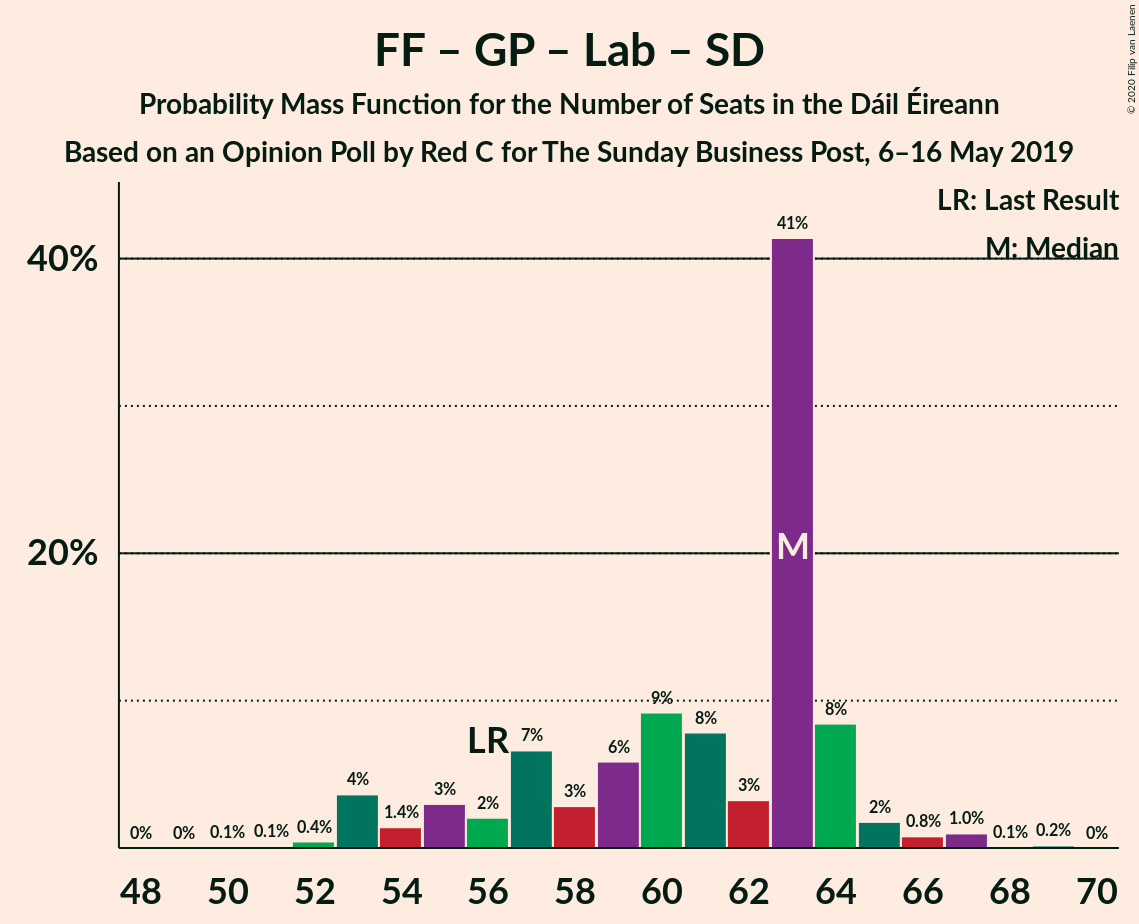 FF – GP – Lab – SD
Probability Mass Function for the Number of Seats in the Dáil Éireann
Based on an Opinion Poll by Red C for The Sunday Business Post, 6–16 May 2019
© 2020 Filip van Laenen
LR: Last Result
M: Median
40%
20%
0%
0%
0.1%
0.1%
0.4%
4%
1.4%
3%
2%
7%
3%
6%
9%
8%
3%
41%
8%
2%
0.8%
1.0%
0.1%
0.2%
0%
LR
M
48 50 52 54 56 58 60 62 64 66 68 70